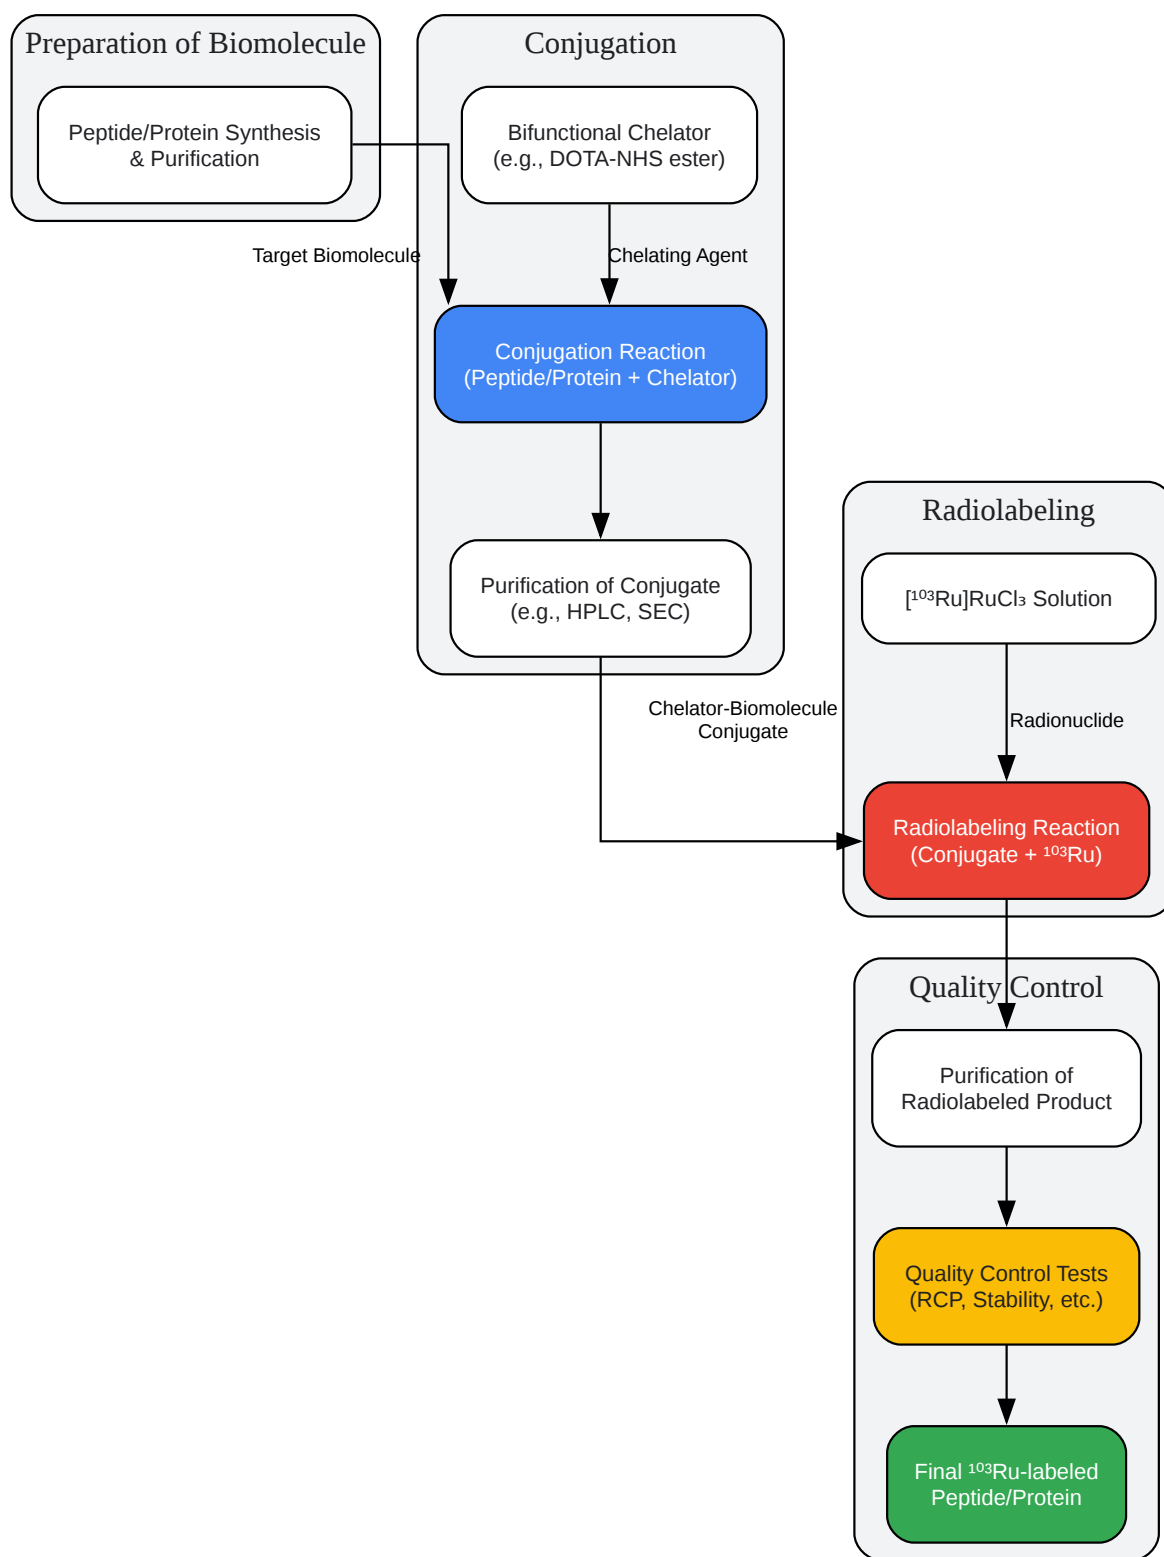 Preparation of Biomolecule
Peptide/Protein Synthesis
& Purification
Conjugation
Bifunctional Chelator
(e.g., DOTA-NHS ester)
Target Biomolecule
Chelating Agent
Conjugation Reaction
(Peptide/Protein + Chelator)
Purification of Conjugate
(e.g., HPLC, SEC)
Chelator-Biomolecule
Conjugate
Radiolabeling
[¹⁰³Ru]RuCl₃ Solution
Radionuclide
Radiolabeling Reaction
(Conjugate + ¹⁰³Ru)
Quality Control
Purification of
Radiolabeled Product
Quality Control Tests
(RCP, Stability, etc.)
Final ¹⁰³Ru-labeled
Peptide/Protein